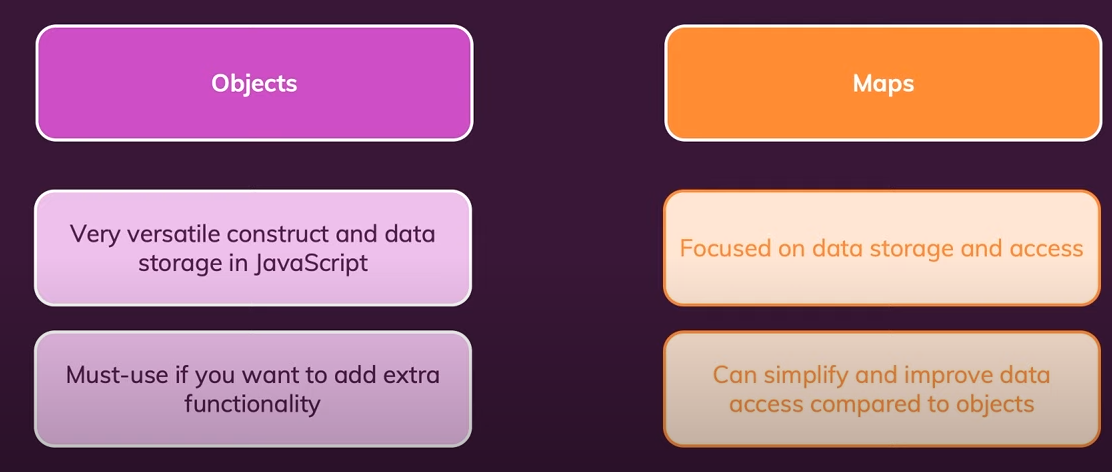 Objects
Maps
Very versatile construct and data
storage in JavaScript
Focused on data storage and access
Must-use if you want to add extra
functionality
Can simplify and improve data
access compared to objects